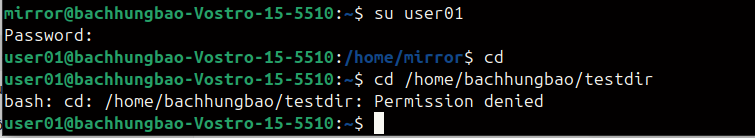 mirror@bachhungbao-Vostro-15-5510:~$ su user01
Password:
user01@bachhungbao-Vostro-15-5510:/home/mirror$ cd
user01@bachhungbao-Vostro-15-5510:~$ cd /home/bachhungbao/testdir
bash: cd: /home/bachhungbao/testdir: Permission denied
user01@bachhungbao-Vostro-15-5510:~$